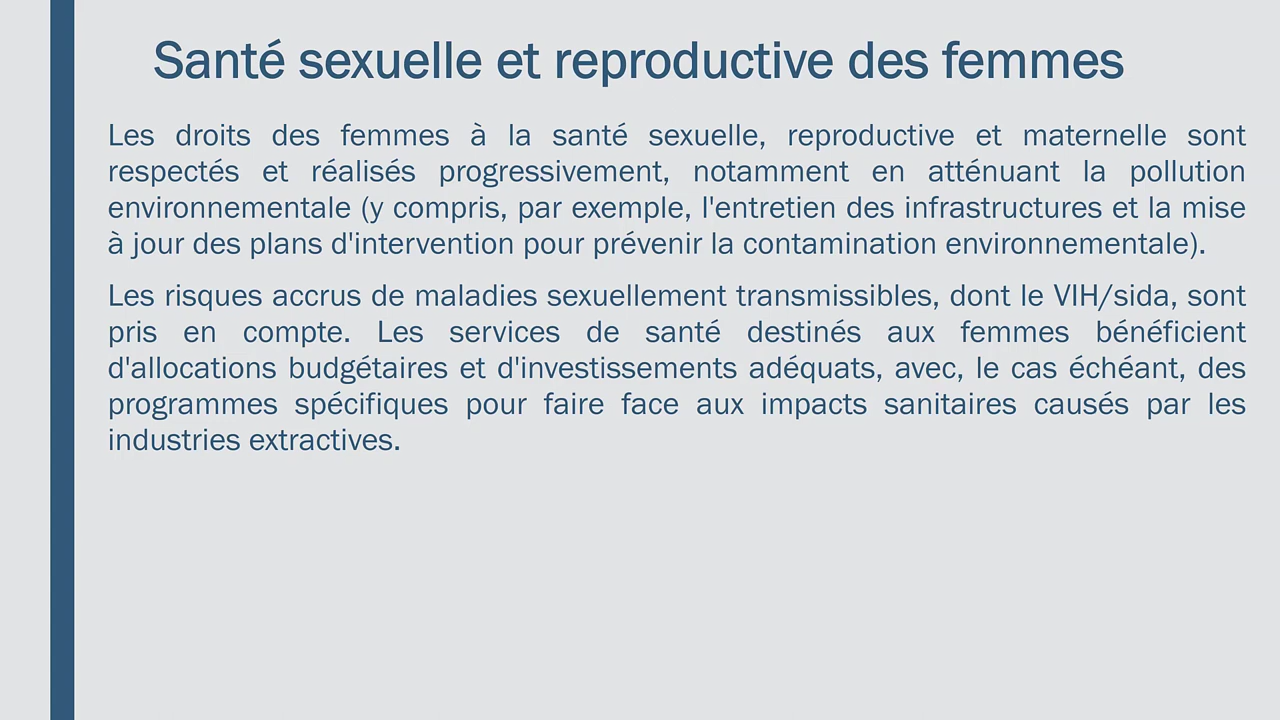 Santé sexuelle et reproductive des femmes
Les droits des femmes à la santé sexuelle, reproductive et maternelle sont
respectés et réalisés progressivement, notamment en atténuant la pollution
environnementale (y compris, par exemple, l'entretien des infrastructures et la mise
à jour des plans d'intervention pour prévenir la contamination environnementale).
Les risques accrus de maladies sexuellement transmissibles, dont le VIH/sida, sont
pris en compte. Les services de santé destinés aux femmes bénéficient
d'allocations budgétaires et d'investissements adéquats, avec, le cas échéant, des
programmes spécifiques pour faire face aux impacts sanitaires causés par les
industries extractives.